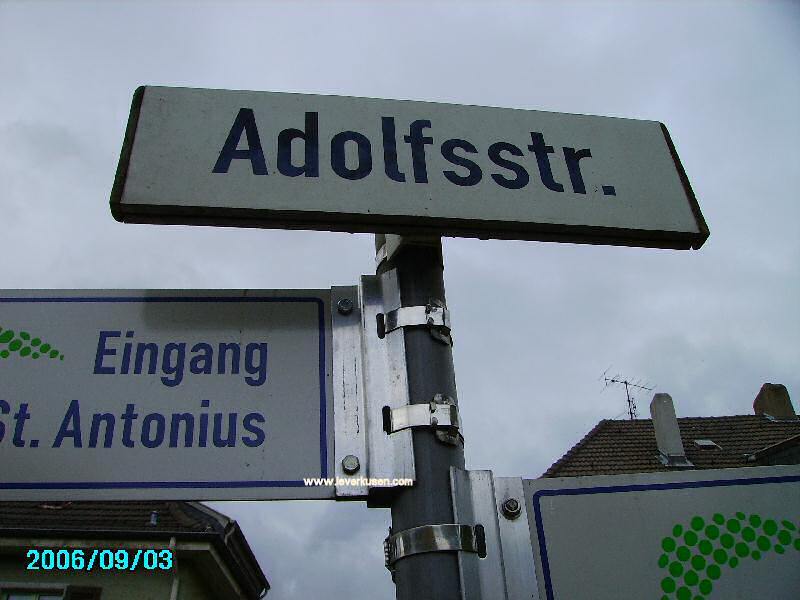 Adolfsstr.
Eingang
St. Antonius
www.leverkusen.com
2006/09/03